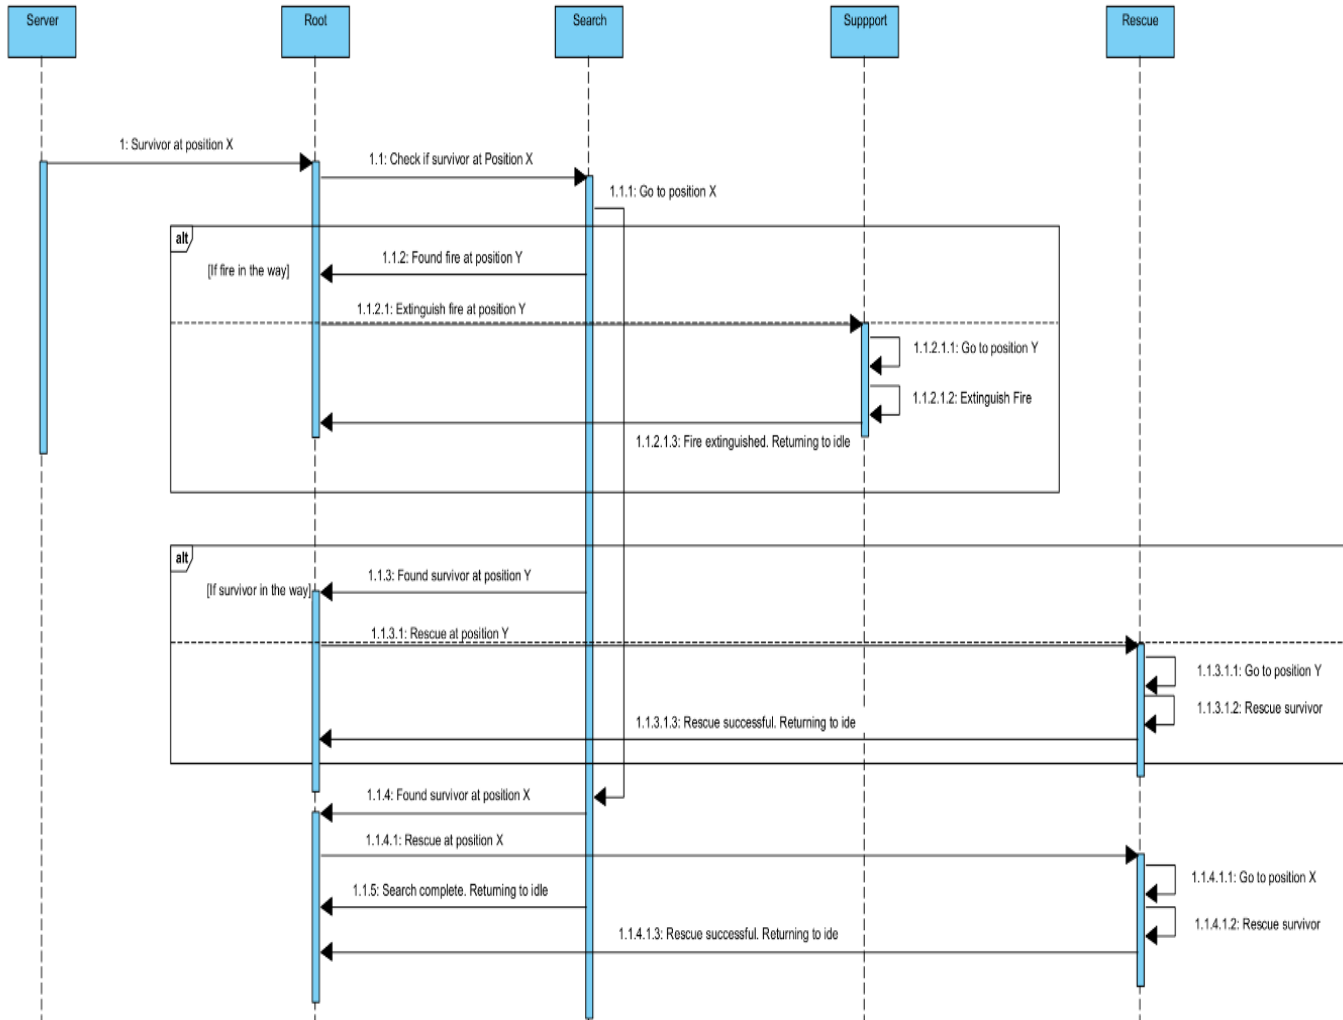 Server
Root
Search
Suppport
Rescue
1: Survivor at position X
1.1: Check if survivor at Position X
1.1.1: Go to position X
alt
[If fire in the way]
1.1.2: Found fire at position Y
1.1.2.1: Extinguish fire at position Y
1.1.2.1.1: Go to position Y
1.1.2.1.2: Extinguish Fire
1.1.2.1.3: Fire extinguished. Returning to idle
alt
[If survivor in the way]
1.1.3: Found survivor at position Y
1.1.3.1: Rescue at position Y
1.1.3.1.1: Go to position Y
1.1.3.1.2: Rescue survivor
1.1.3.1.3: Rescue successful. Returning to ide
1.1.4: Found survivor at position X
1.1.4.1: Rescue at position X
1.1.4.1.1: Go to position X
1.1.5: Search complete. Returning to idle
1.1.4.1.2: Rescue survivor
1.1.4.1.3: Rescue successful. Returning to ide